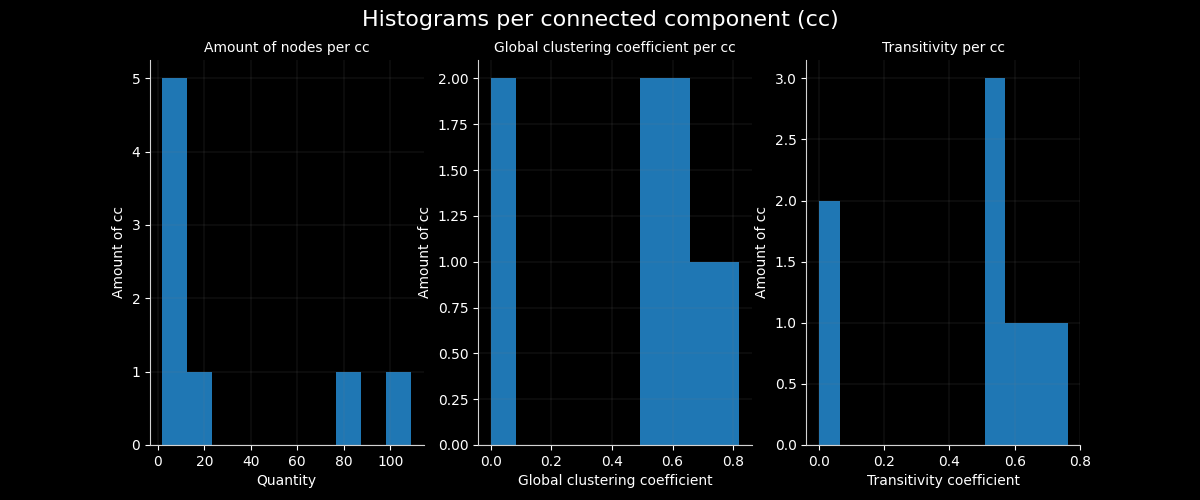 Histograms per connected component (cc)
Amount of nodes per cc
Amount of cc
5
4
3
2
1
0
0 20 40 60 80 100
Quantity
Global clustering coefficient per cc
Amount of cc
2.00
1.75
1.50
1.25
1.00
0.75
0.50
0.25
0.00
0.0 0.2 0.4 0.6 0.8
Global clustering coefficient
Transitivity per cc
Amount of cc
3.0
2.5
2.0
1.5
1.0
0.5
0.0
0.0 0.2 0.4 0.6 0.8
Transitivity coefficient